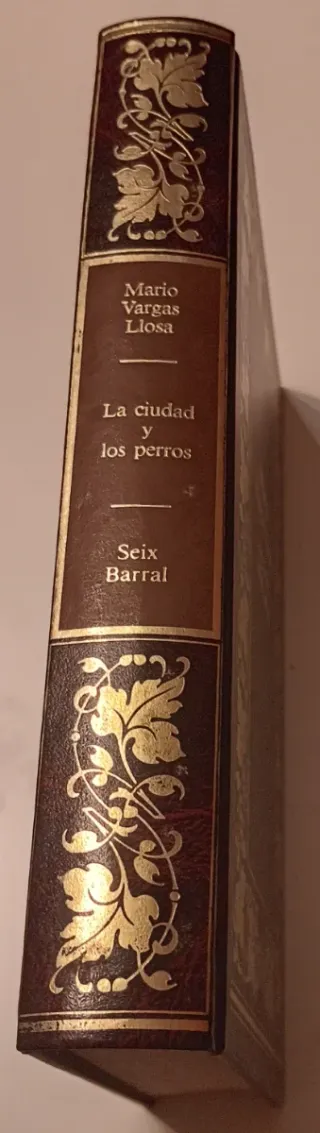 Mario
Vargas
Llosa
La ciudad
y
los perros
Seix
Barral